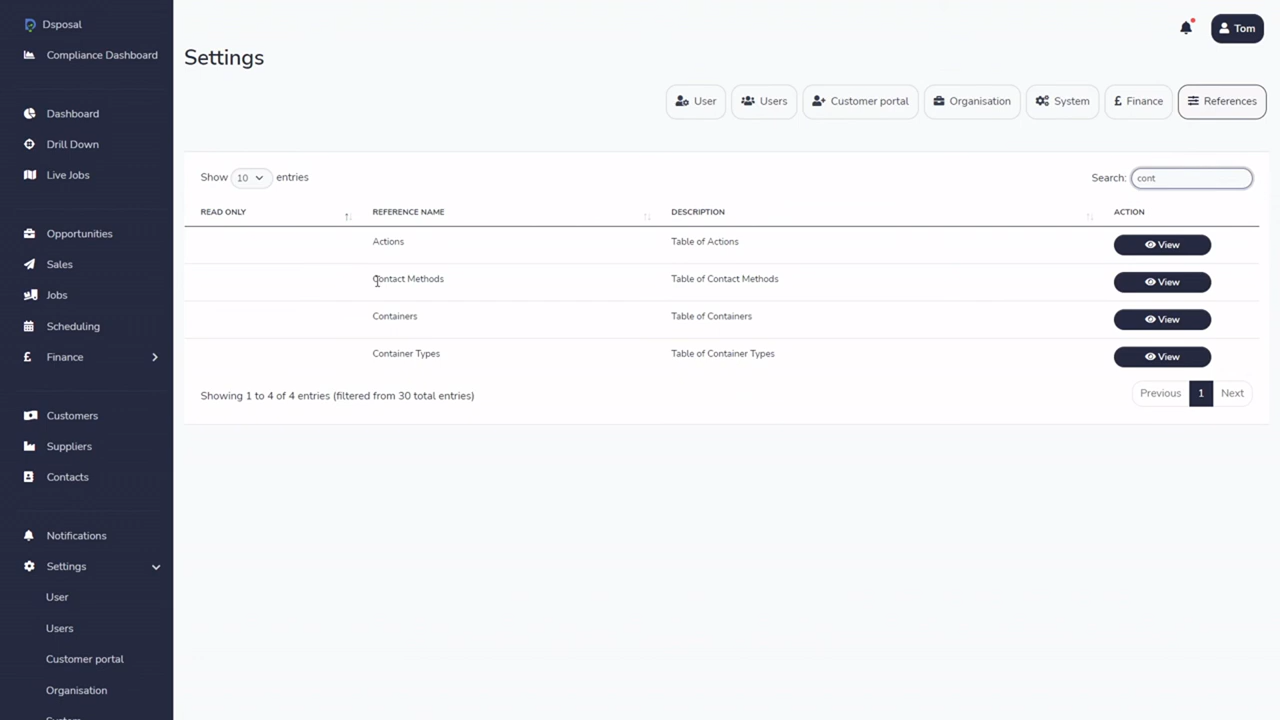 Dsposal
Compliance Dashboard
Dashboard
Drill Down
Live Jobs
Opportunities
Sales
Jobs
Scheduling
£ Finance
Customers
Suppliers
Contacts
Notifications
Settings
User
Users
Customer portal
Organisation
System
Tom
Settings
User Users Customer portal Organisation System £ Finance References
Show 10 entries Search: cont
READ ONLY REFERENCE NAME DESCRIPTION ACTION
Actions Table of Actions View
Contact Methods Table of Contact Methods View
Containers Table of Containers View
Container Types Table of Container Types View
Showing 1 to 4 of 4 entries (filtered from 30 total entries) Previous 1 Next